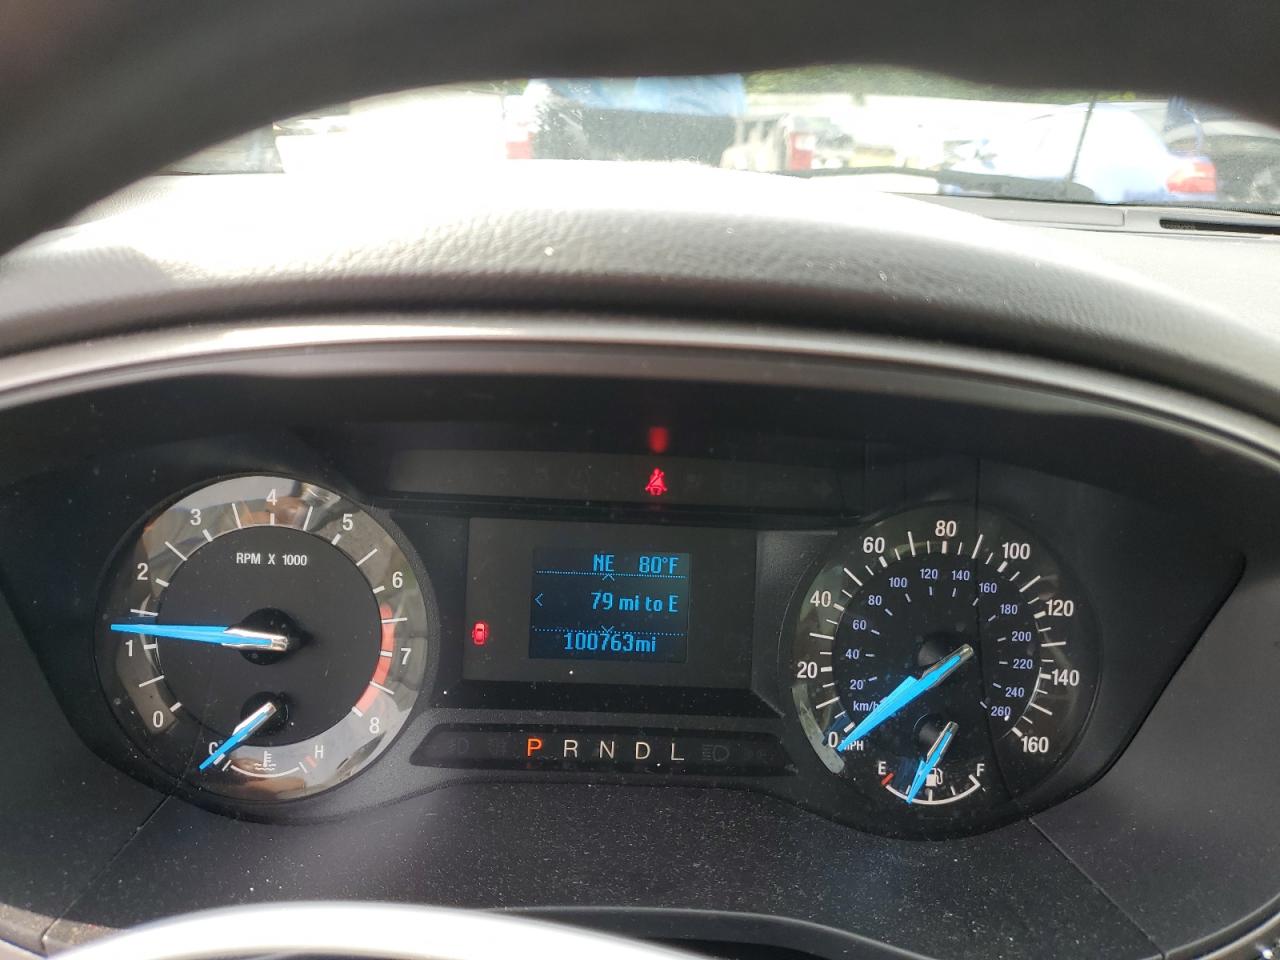 0 1 2 3 4 5 6 7 8
RPM X 1000
C H
NE 80°F
< 79 mi to E
100763mi
P R N D L
0 20 40 60 80 100 120 140 160
MPH
20 40 60 80 100 120 140 160 180 200 220 240 260
km/h
E F